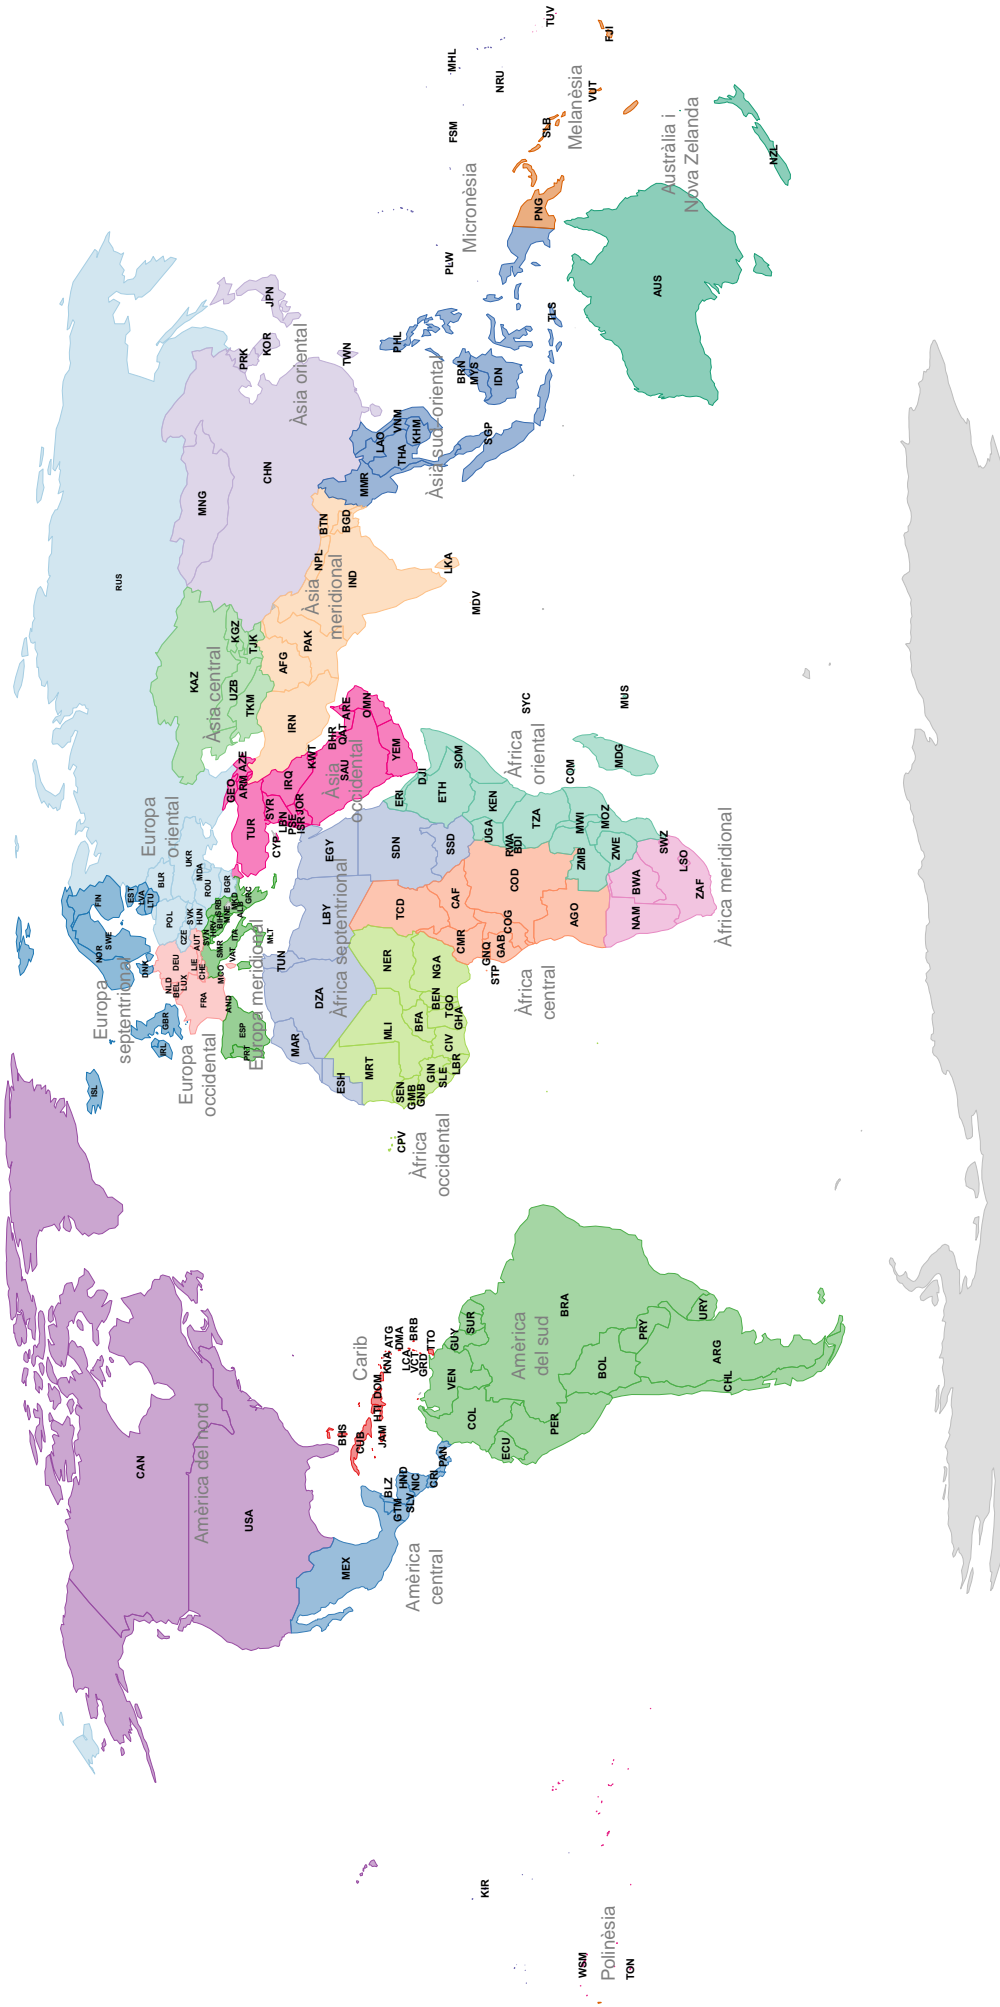 Amèrica del nord
CAN
USA
Amèrica
central
MEX
BLZ
GTM
HND
SLV
NIC
CRI
PAN
Carib
BHS
CUB
JAM
HTI
DOM
KNA
ATG
DMA
LCA
BRB
VCT
GRD
TTO
Amèrica
del sud
COL
VEN
GUY
SUR
ECU
PER
BRA
BOL
PRY
URY
ARG
CHL
Europa
septentrional
ISL
NOR
SWE
FIN
EST
LVA
LTU
DNK
GBR
IRL
Europa
occidental
NLD
BEL
DEU
LUX
FRA
LIE
CHE
AUT
MCO
Europa
oriental
RUS
BLR
POL
UKR
CZE
SVK
MDA
HUN
ROU
BGR
Europa meridional
SVN
HRV
BIH
SRB
MNE
MKD
ALB
GRC
SMR
ITA
VAT
AND
ESP
PRT
MLT
Àsia central
KAZ
KGZ
UZB
TJK
TKM
Àsia oriental
MNG
CHN
PRK
KOR
JPN
TWN
Àsia
occidental
GEO
ARM
AZE
TUR
SYR
CYP
LBN
PSE
ISR
JOR
IRQ
KWT
BHR
QAT
ARE
SAU
OMN
YEM
Àsia
meridional
IRN
AFG
PAK
NPL
BTN
BGD
IND
LKA
MDV
Àsia sud-oriental
MMR
LAO
THA
VNM
KHM
PHL
BRN
MYS
SGP
IDN
TLS
Àfrica septentrional
MAR
DZA
TUN
LBY
EGY
ESH
SDN
SSD
Àfrica
occidental
CPV
MRT
MLI
NER
SEN
GMB
GNB
GIN
SLE
LBR
CIV
BFA
GHA
TGO
BEN
NGA
Àfrica
central
TCD
CAF
CMR
GNQ
STP
GAB
COG
COD
AGO
Àfrica
oriental
ERI
DJI
ETH
SOM
UGA
KEN
RWA
BDI
TZA
SYC
COM
MWI
ZMB
MOZ
ZWE
MDG
MUS
Àfrica meridional
NAM
BWA
SWZ
LSO
ZAF
Micronèsia
PLW
FSM
MHL
NRU
KIR
Melanèsia
PNG
SLB
VUT
FJI
TUV
Polinèsia
WSM
TON
Austràlia i
Nova Zelanda
AUS
NZL